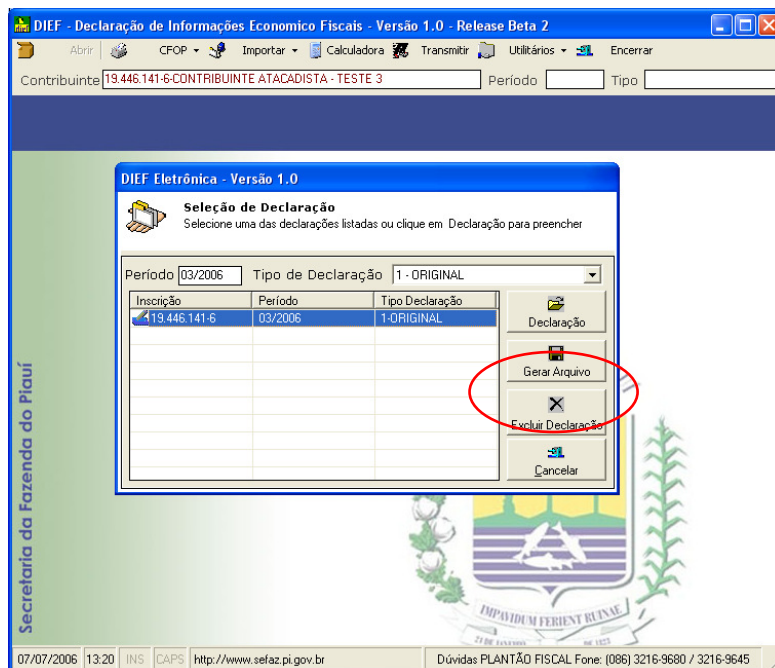 DIEF - Declaração de Informações Economico Fiscais - Versão 1.0 - Release Beta 2
Abrir CFOP Importar Calculadora Transmitir Utilitários Encerrar
Contribuinte 19.446.141-6-CONTRIBUINTE ATACADISTA - TESTE 3 Período Tipo
DIEF Eletrônica - Versão 1.0
Seleção de Declaração
Selecione uma das declarações listadas ou clique em Declaração para preencher
Período 03/2006 Tipo de Declaração 1 - ORIGINAL
Inscrição Período Tipo Declaração
19.446.141-6 03/2006 1-ORIGINAL
Declaração
Gerar Arquivo
Excluir Declaração
Cancelar
Secretaria da Fazenda do Piauí
IMPAVIDUM FERIENT RUINAE
07/07/2006 13:20 INS CAPS http://www.sefaz.pi.gov.br Dúvidas PLANTÃO FISCAL Fone: (086) 3216-9680 / 3216-9645